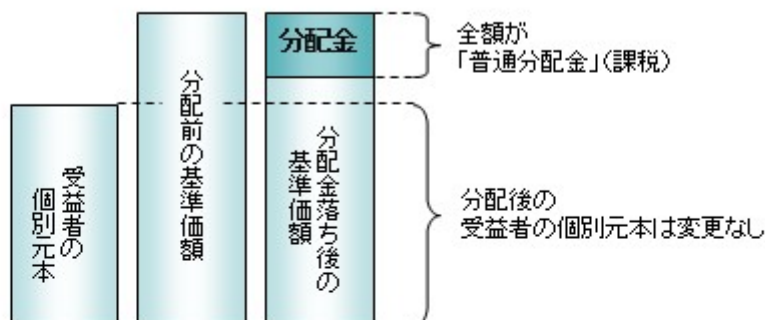 受益者の
個別元本
分配前の基準価額
分配金
分配金落ち後の
基準価額
全額が
「普通分配金」(課税)
分配後の
受益者の個別元本は変更なし